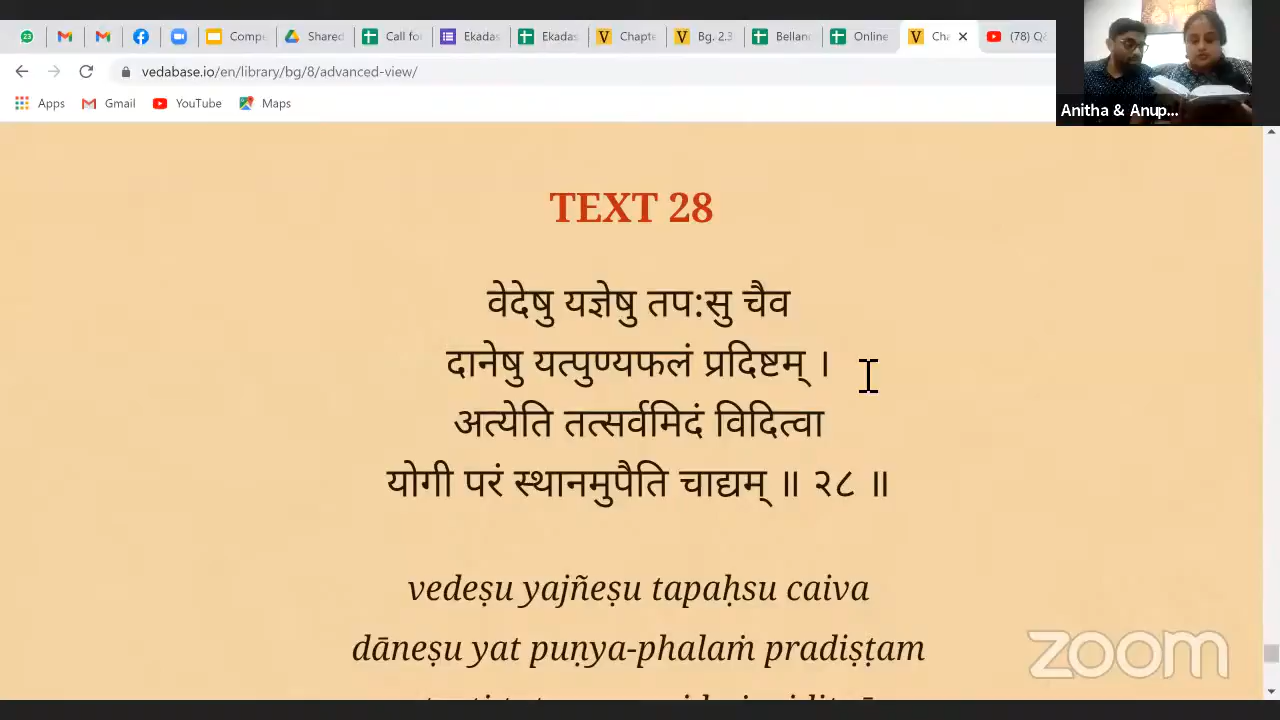 23
Compe
Shared
Call for
Ekadas
Ekadas
Chapte
Bg. 2.3
Bellan
Online
Cha
(78) Q&
vedabase.io/en/library/bg/8/advanced-view/
Apps Gmail YouTube Maps
Anitha & Anup...
TEXT 28
वेदेषु यज्ञेषु तप:सु चैव
दानेषु यत्पुण्यफलं प्रदिष्टम् ।
अत्येति तत्सर्वमिदं विदित्वा
योगी परं स्थानमुपैति चाद्यम् ॥ २८ ॥
vedeṣu yajñeṣu tapaḥsu caiva
dāneṣu yat puṇya-phalaṁ pradiṣṭam
zoom